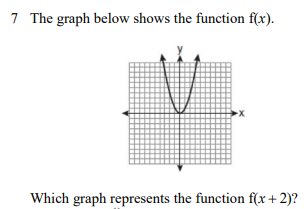 7 The graph below shows the function f(x).
y
x
Which graph represents the function f(x + 2)?